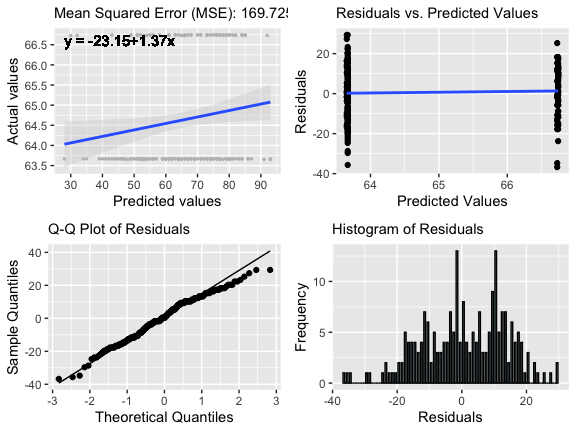 Mean Squared Error (MSE): 169.725
y = -23.15+1.37x
Actual values
66.5
66.0
65.5
65.0
64.5
64.0
63.5
30 40 50 60 70 80 90
Predicted values
Residuals vs. Predicted Values
Residuals
20
0
-20
-40
64 65 66
Predicted Values
Q-Q Plot of Residuals
Sample Quantiles
40
20
0
-20
-40
-3 -2 -1 0 1 2 3
Theoretical Quantiles
Histogram of Residuals
Frequency
10
5
0
-40 -20 0 20
Residuals